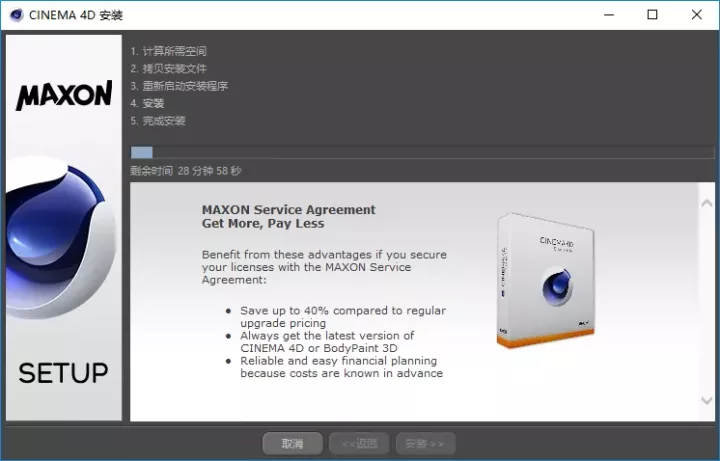 CINEMA 4D 安装
MAXON
SETUP
1. 计算所需空间
2. 拷贝安装文件
3. 重新启动安装程序
4. 安装
5. 完成安装
剩余时间 28 分钟 58 秒
MAXON Service Agreement
Get More, Pay Less
Benefit from these advantages if you secure
your licenses with the MAXON Service
Agreement:
• Save up to 40% compared to regular
upgrade pricing
• Always get the latest version of
CINEMA 4D or BodyPaint 3D
• Reliable and easy financial planning
because costs are known in advance
CINEMA 4D
MAXON
取消
<<返回
安装 >>